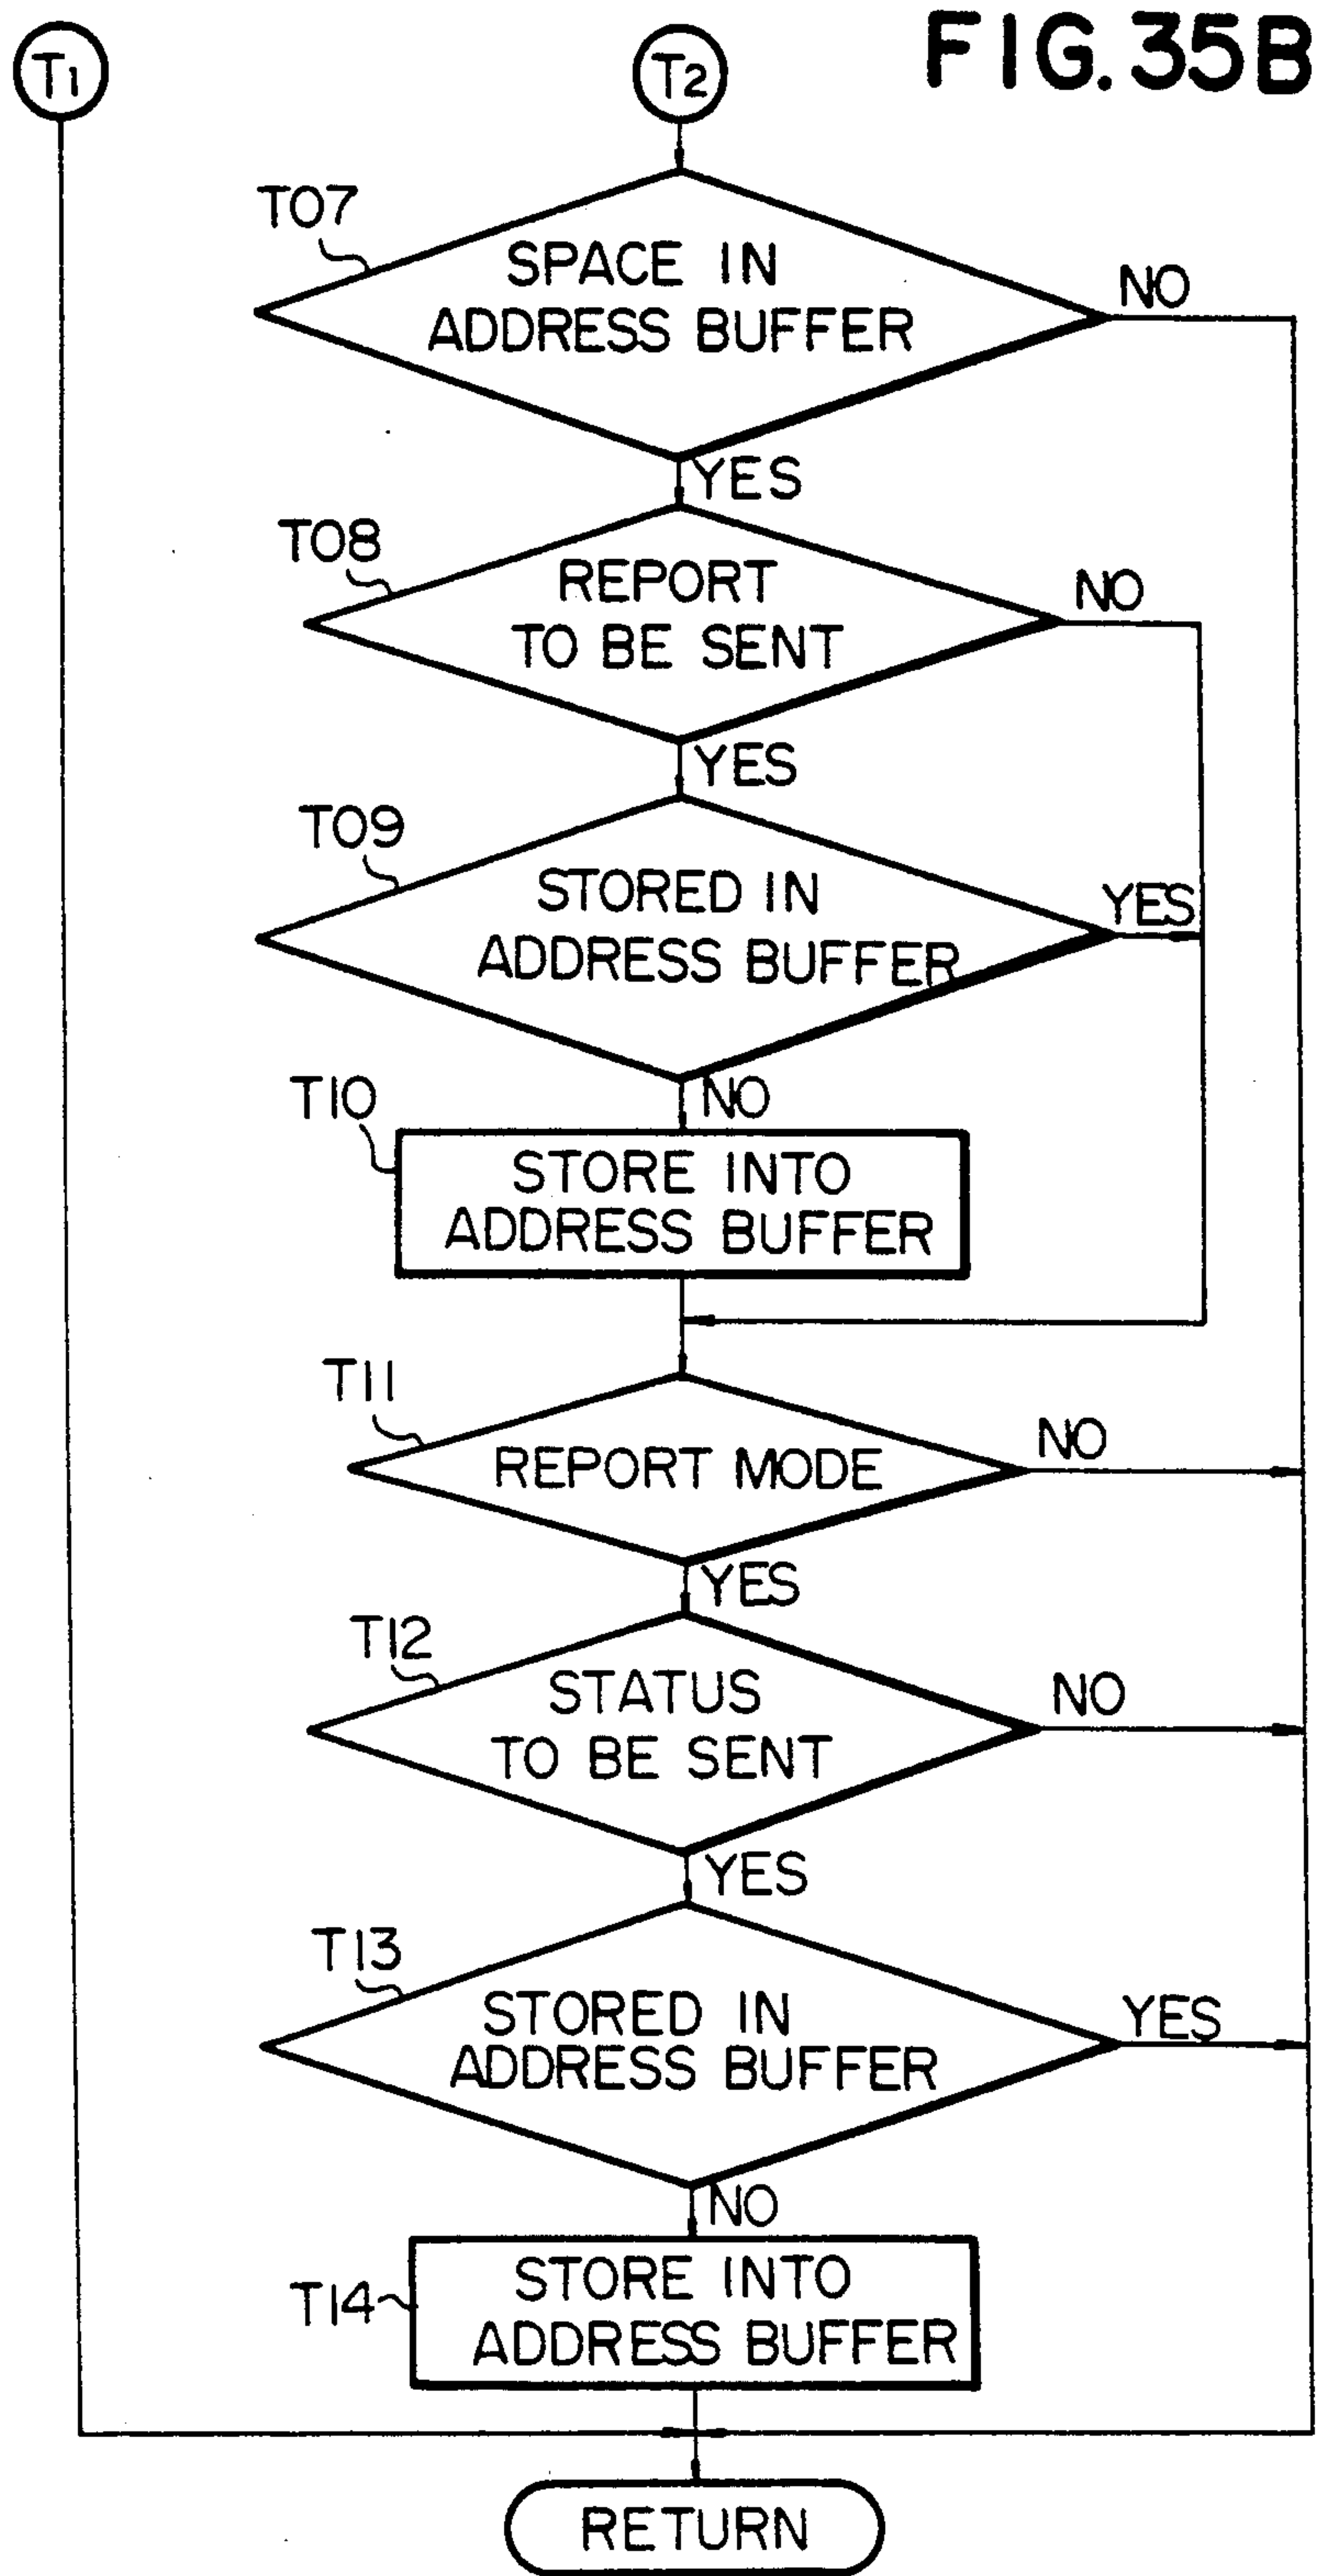 FIG. 35B
T1
T2
T07
SPACE IN
ADDRESS BUFFER
NO
YES
T08
REPORT
TO BE SENT
NO
YES
T09
STORED IN
ADDRESS BUFFER
YES
NO
T10
STORE INTO
ADDRESS BUFFER
T11
REPORT MODE
NO
YES
T12
STATUS
TO BE SENT
NO
YES
T13
STORED IN
ADDRESS BUFFER
YES
NO
T14
STORE INTO
ADDRESS BUFFER
RETURN